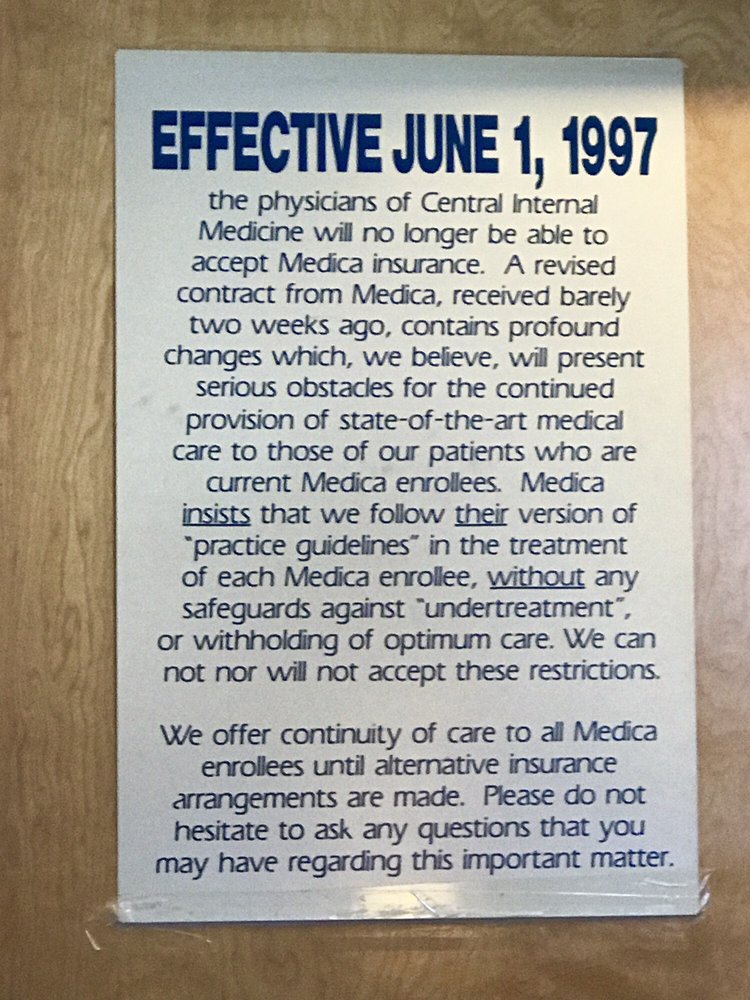 EFFECTIVE JUNE 1, 1997
the physicians of Central Internal
Medicine will no longer be able to
accept Medica insurance. A revised
contract from Medica, received barely
two weeks ago, contains profound
changes which, we believe, will present
serious obstacles for the continued
provision of state-of-the-art medical
care to those of our patients who are
current Medica enrollees. Medica
insists that we follow their version of
"practice guidelines" in the treatment
of each Medica enrollee, without any
safeguards against "undertreatment",
or withholding of optimum care. We can
not nor will not accept these restrictions.
We offer continuity of care to all Medica
enrollees until alternative insurance
arrangements are made. Please do not
hesitate to ask any questions that you
may have regarding this important matter.